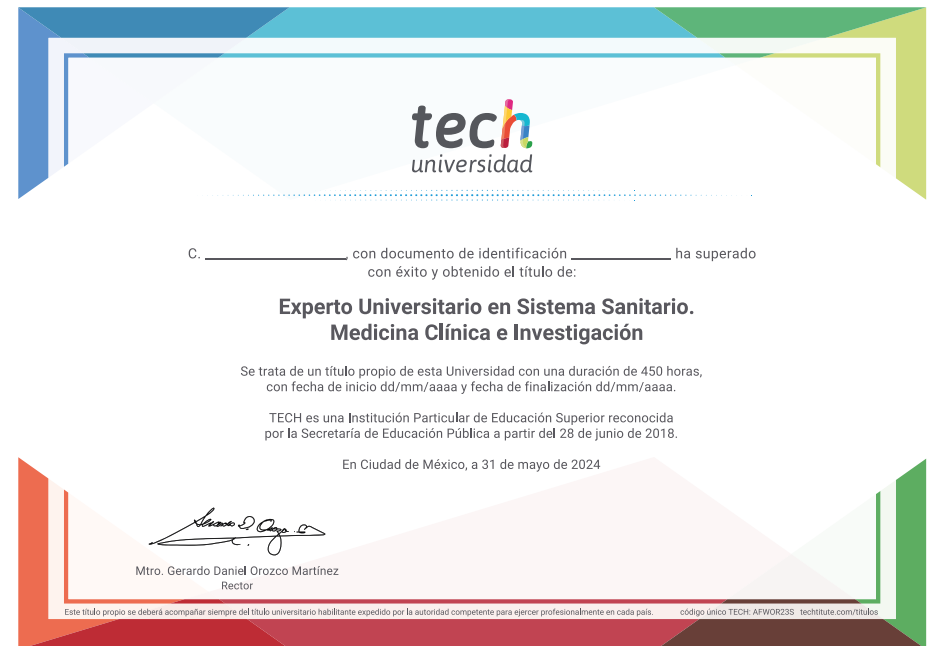 tech
universidad
C. ____________________, con documento de identificación ______________ ha superado
con éxito y obtenido el título de:
Experto Universitario en Sistema Sanitario.
Medicina Clínica e Investigación
Se trata de un título propio de esta Universidad con una duración de 450 horas,
con fecha de inicio dd/mm/aaaa y fecha de finalización dd/mm/aaaa.
TECH es una Institución Particular de Educación Superior reconocida
por la Secretaría de Educación Pública a partir del 28 de junio de 2018.
En Ciudad de México, a 31 de mayo de 2024
Mtro. Gerardo Daniel Orozco Martínez
Rector
Este título propio se deberá acompañar siempre del título universitario habilitante expedido por la autoridad competente para ejercer profesionalmente en cada país. código único TECH: AFWOR23S techtitute.com/titulos